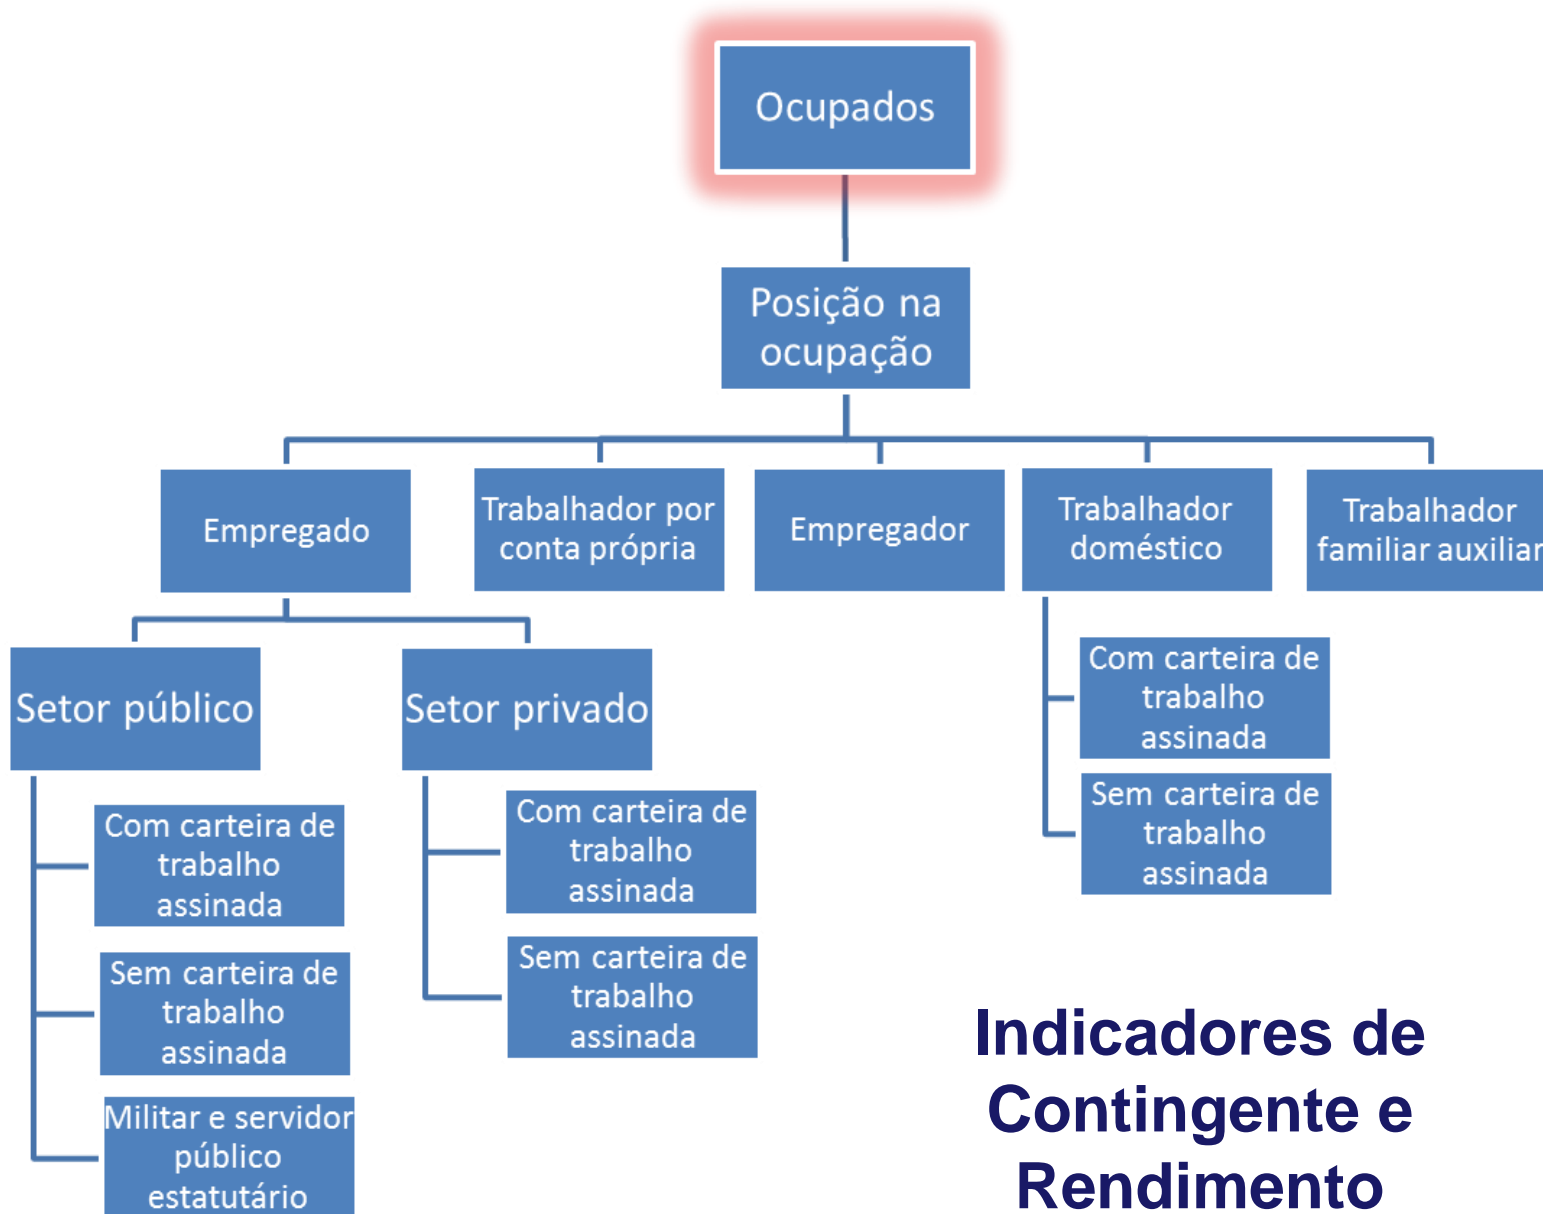 Ocupados
Posição na
ocupação
Empregado
Trabalhador por
conta própria
Empregador
Trabalhador
doméstico
Trabalhador
familiar auxiliar
Setor público
Setor privado
Com carteira de
trabalho
assinada
Sem carteira de
trabalho
assinada
Militar e servidor
público
estatutário
Com carteira de
trabalho
assinada
Sem carteira de
trabalho
assinada
Com carteira de
trabalho
assinada
Sem carteira de
trabalho
assinada
Indicadores de
Contingente e
Rendimento